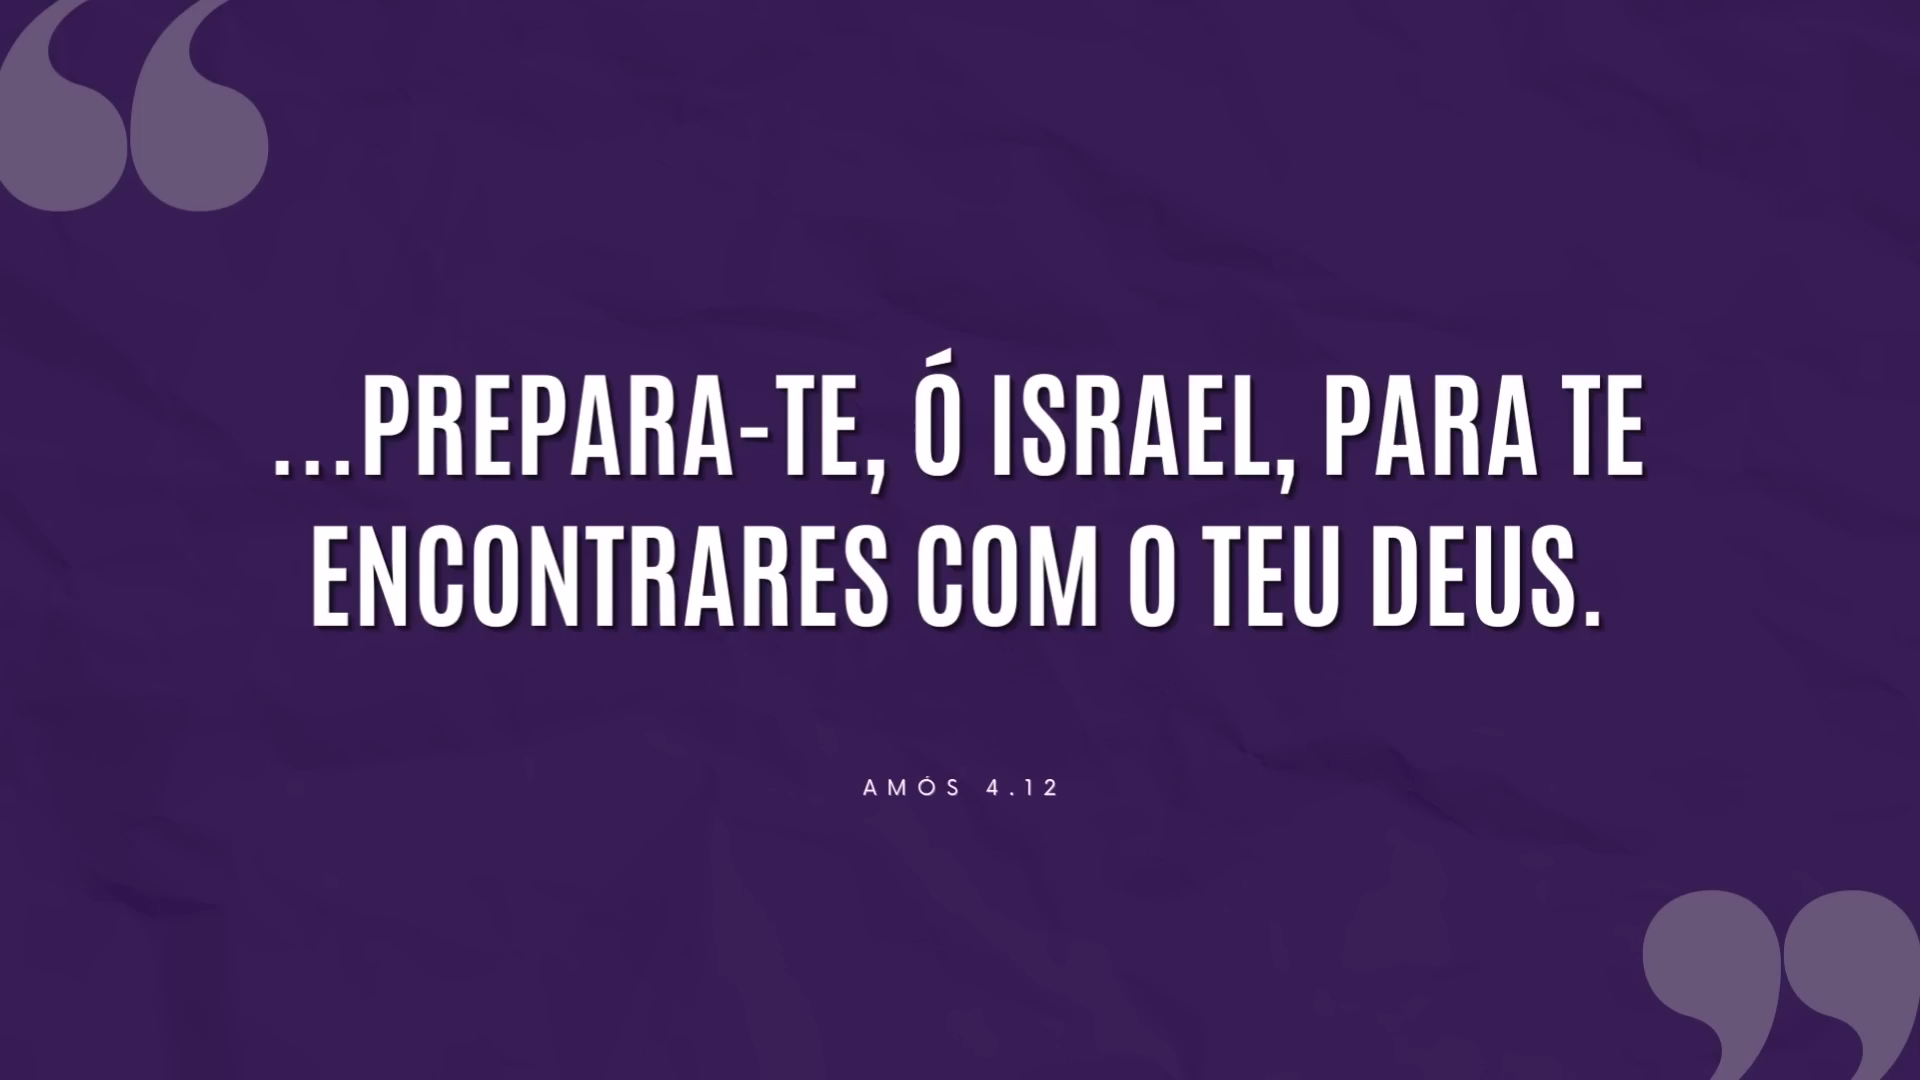 ...PREPARA-TE, Ó ISRAEL, PARA TE
ENCONTRARES COM O TEU DEUS.
AMÓS 4.12